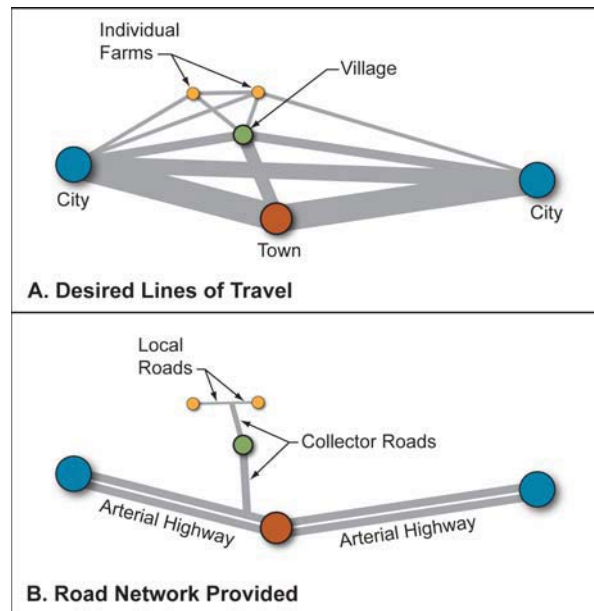 Individual
Farms
Village
City
City
Town
A. Desired Lines of Travel
Local
Roads
Collector Roads
Arterial Highway
Arterial Highway
B. Road Network Provided